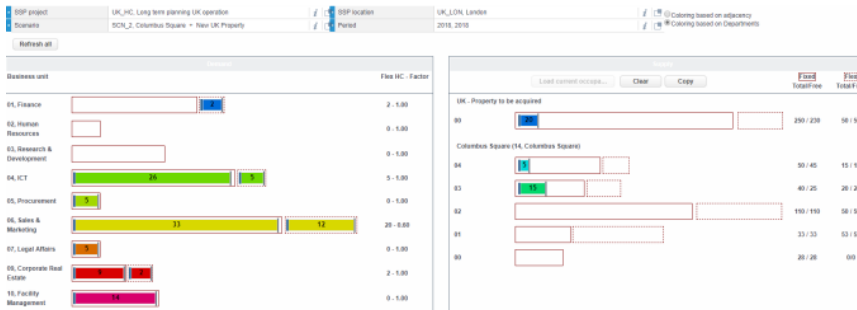 SSP project UK_HC, Long term planning UK operation SSP location UK_LON, London
Scenario SCN_2, Columbus Square + New UK Property Period 2018, 2018
Coloring based on adjacency
Coloring based on Departments
Refresh all
Load current occupa... Clear Copy
Fixed
Business unit Flex HC - Factor Total/Free
01, Finance 2 2 - 1.00
02, Human Resources 0 - 1.00
03, Research & Development 0 - 1.00
04, ICT 26 5 5 - 1.00
05, Procurement 5 0 - 1.00
06, Sales & Marketing 33 12 20 - 0.60
07, Legal Affairs 5 0 - 1.00
08, Corporate Real Estate 2 - 1.00
10, Facility Management 14 0 - 1.00
UK - Property to be acquired
00 20 250 / 230
Columbus Square (14, Columbus Square)
04 5 50 / 45
03 15 40 / 25
02 110 / 110
01 33 / 33
00 20 / 20 0/0